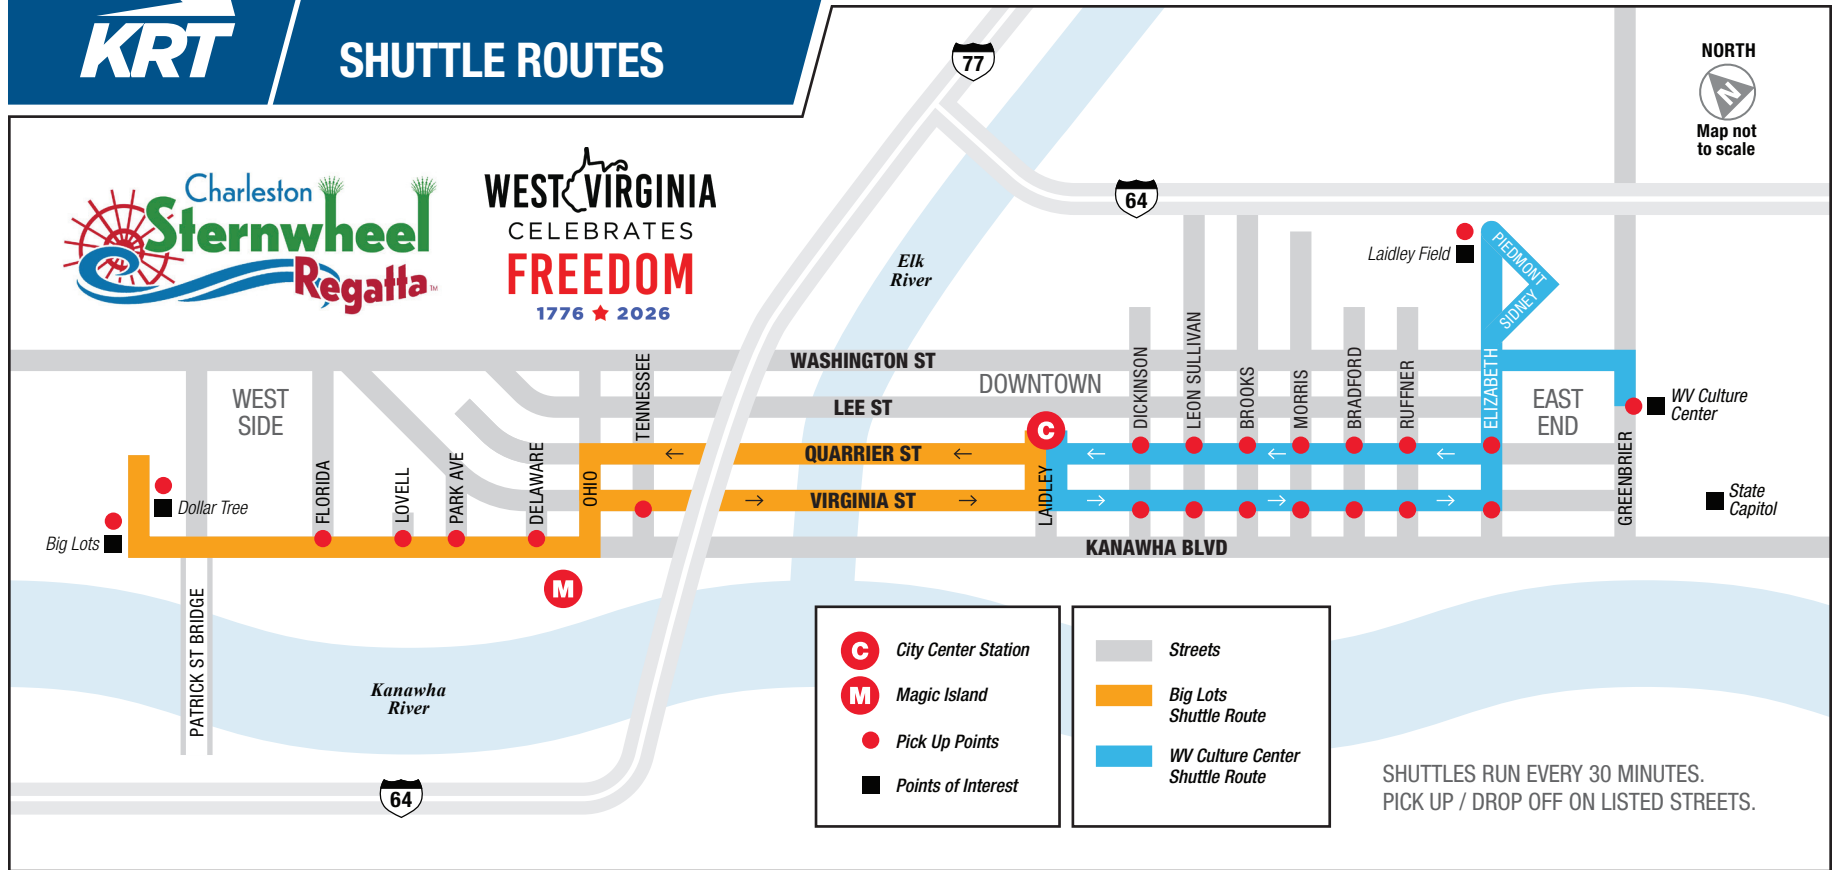 KRT
SHUTTLE ROUTES
77
NORTH
N
Map not
to scale
Charleston
Sternwheel
Regatta™
WEST VIRGINIA
CELEBRATES
FREEDOM
1776 ★ 2026
64
Elk
River
Laidley Field
PIEDMONT
SIDNEY
WASHINGTON ST
LEE ST
QUARRIER ST
VIRGINIA ST
KANAWHA BLVD
WEST
SIDE
DOWNTOWN
EAST
END
C
WV Culture
Center
State
Capitol
Dollar Tree
Big Lots
FLORIDA
LOVELL
PARK AVE
DELAWARE
OHIO
TENNESSEE
LAIDLEY
DICKINSON
LEON SULLIVAN
BROOKS
MORRIS
BRADFORD
RUFFNER
ELIZABETH
GREENBRIER
M
PATRICK ST BRIDGE
Kanawha
River
64
C City Center Station
M Magic Island
Pick Up Points
Points of Interest
Streets
Big Lots
Shuttle Route
WV Culture Center
Shuttle Route
SHUTTLES RUN EVERY 30 MINUTES.
PICK UP / DROP OFF ON LISTED STREETS.